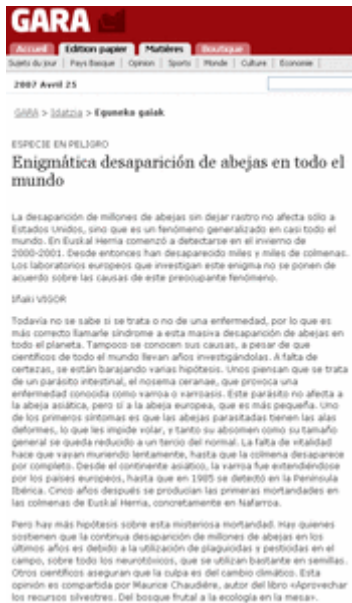 GARA
Accueil Edition papier Matières Boutique
Sujets du jour | Pays Basque | Opinion | Sports | Monde | Culture | Economie |
2007 Avril 25
GARA > Idatzia > Eguneko gaiak
ESPECIE EN PELIGRO
Enigmática desaparición de abejas en todo el
mundo
La desaparición de millones de abejas sin dejar rastro no afecta sólo a
Estados Unidos, sino que es un fenómeno generalizado en casi todo el
mundo. En Euskal Herria comenzó a detectarse en el invierno de
2000-2001. Desde entonces han desaparecido miles y miles de colmenas.
Los laboratorios europeos que investigan este enigma no se ponen de
acuerdo sobre las causas de este preocupante fenómeno.
Iñaki VIGOR
Todavía no se sabe si se trata o no de una enfermedad, por lo que es
más correcto llamarle síndrome a esta masiva desaparición de abejas en
todo el planeta. Tampoco se conocen sus causas, a pesar de que
científicos de todo el mundo llevan años investigándolas. A falta de
certezas, se están barajando varias hipótesis. Unos piensan que se trata
de un parásito intestinal, el nosema ceranae, que provoca una
enfermedad conocida como varroa o varroasis. Este parásito no afecta a
la abeja asiática, pero sí a la abeja europea, que es más pequeña. Uno
de los primeros síntomas es que las abejas parasitadas tienen las alas
deformes, lo que les impide volar, y tanto su absomen como su tamaño
general se queda reducido a un tercio del normal. La falta de vitalidad
hace que vayan muriendo lentamente, hasta que la colmena desaparece
por completo. Desde el continente asiático, la varroa fue extendiéndose
por los países europeos, hasta que en 1985 se detectó en la Península
Ibérica. Cinco años después se producían las primeras mortandades en
las colmenas de Euskal Herria, concretamente en Nafarroa.
Pero hay más hipótesis sobre esta misteriosa mortandad. Hay quienes
sostienen que la continua desaparición de millones de abejas en los
últimos años es debido a la utilización de plaguicidas y pesticidas en el
campo, sobre todo los neurotóxicos, que se utilizan bastante en semillas.
Otros científicos aseguran que la culpa es del cambio climático. Esta
opinión es compartida por Maurice Chaudière, autor del libro «Aprovechar
los recursos silvestres. Del bosque frutal a la ecología en la mesa».